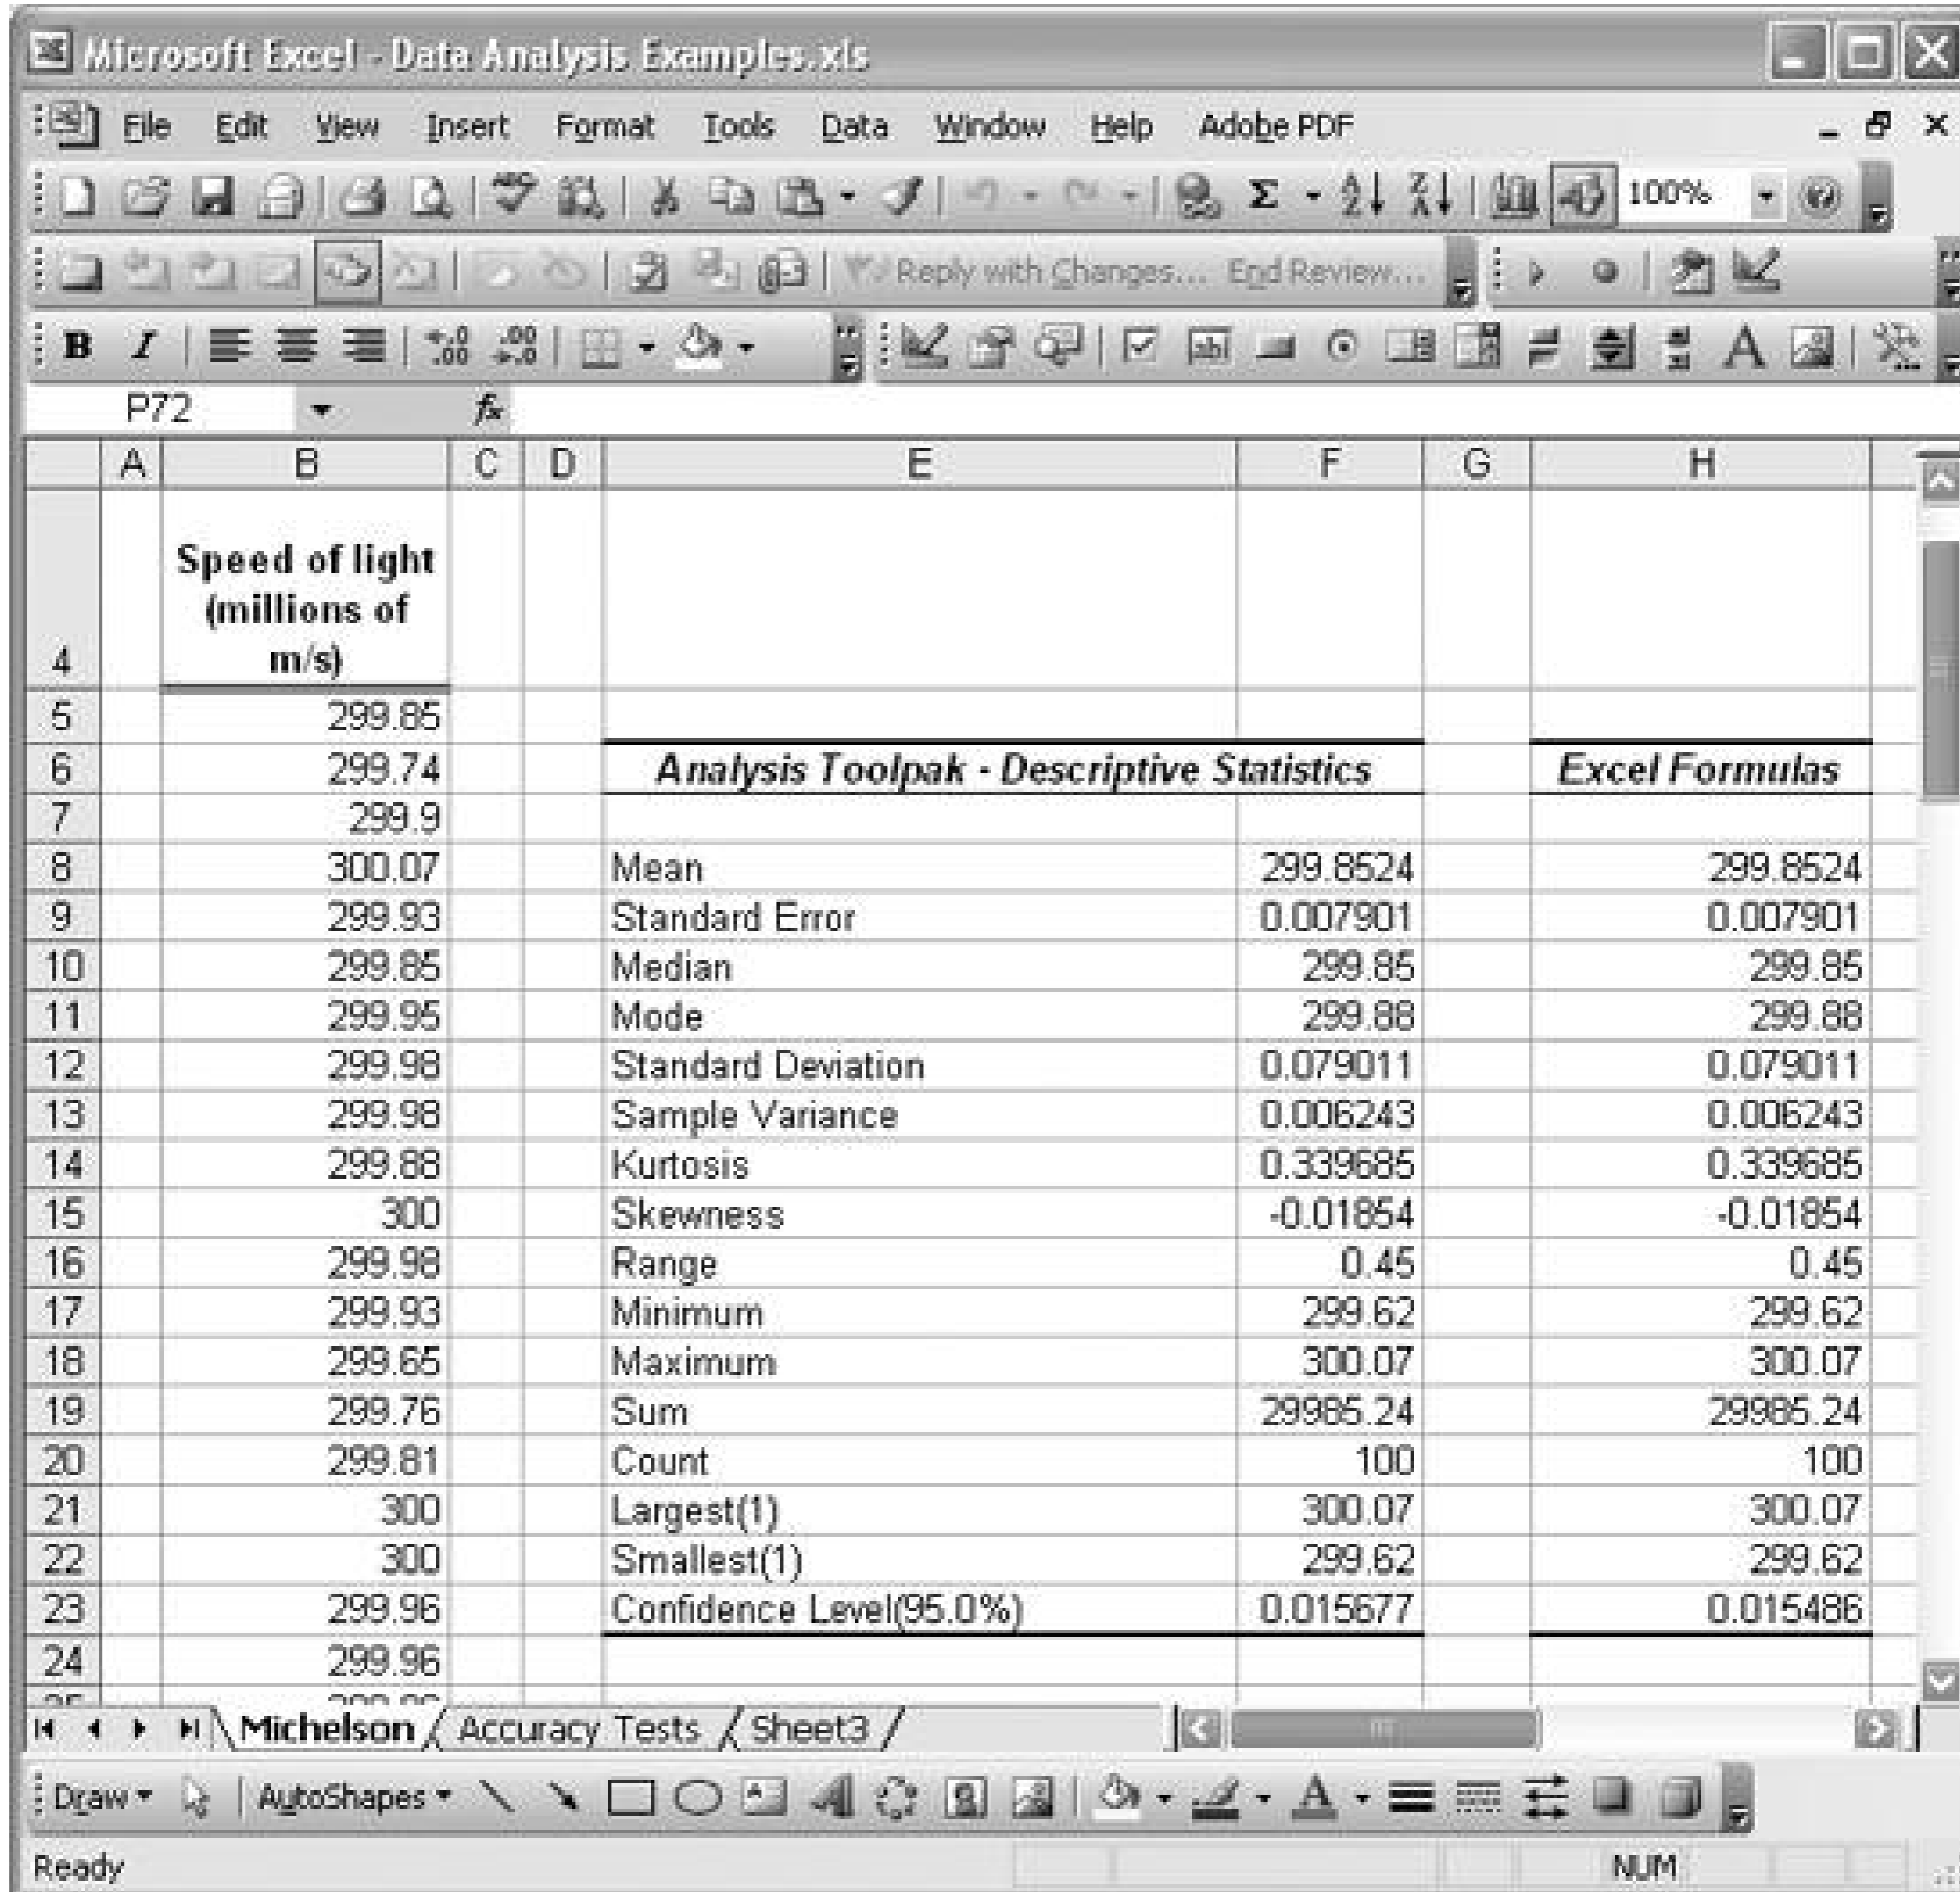 Microsoft Excel - Data Analysis Examples.xls
File Edit View Insert Format Tools Data Window Help Adobe PDF
100%
Reply with Changes... End Review...
P72 fx
A B C D E F G H
4 Speed of light
(millions of
m/s)
5 299.85
6 299.74 Analysis Toolpak - Descriptive Statistics Excel Formulas
7 299.9
8 300.07 Mean 299.8524 299.8524
9 299.93 Standard Error 0.007901 0.007901
10 299.85 Median 299.85 299.85
11 299.95 Mode 299.88 299.88
12 299.98 Standard Deviation 0.079011 0.079011
13 299.98 Sample Variance 0.006243 0.006243
14 299.88 Kurtosis 0.339685 0.339685
15 300 Skewness -0.01854 -0.01854
16 299.98 Range 0.45 0.45
17 299.93 Minimum 299.62 299.62
18 299.65 Maximum 300.07 300.07
19 299.76 Sum 29985.24 29985.24
20 299.81 Count 100 100
21 300 Largest(1) 300.07 300.07
22 300 Smallest(1) 299.62 299.62
23 299.96 Confidence Level(95.0%) 0.015677 0.015486
24 299.96
Michelson Accuracy Tests Sheet3
Draw AutoShapes
Ready NUM